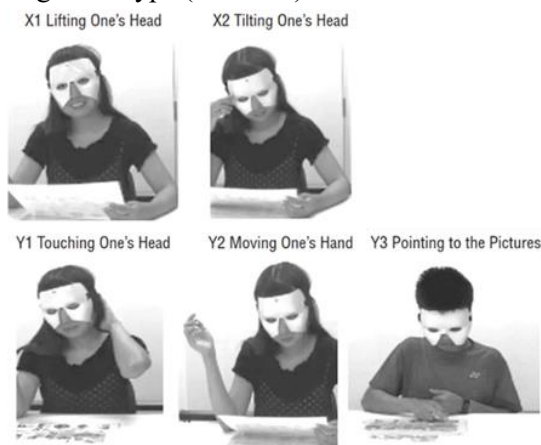 X1 Lifting One's Head
X2 Tilting One's Head
Y1 Touching One's Head
Y2 Moving One's Hand
Y3 Pointing to the Pictures